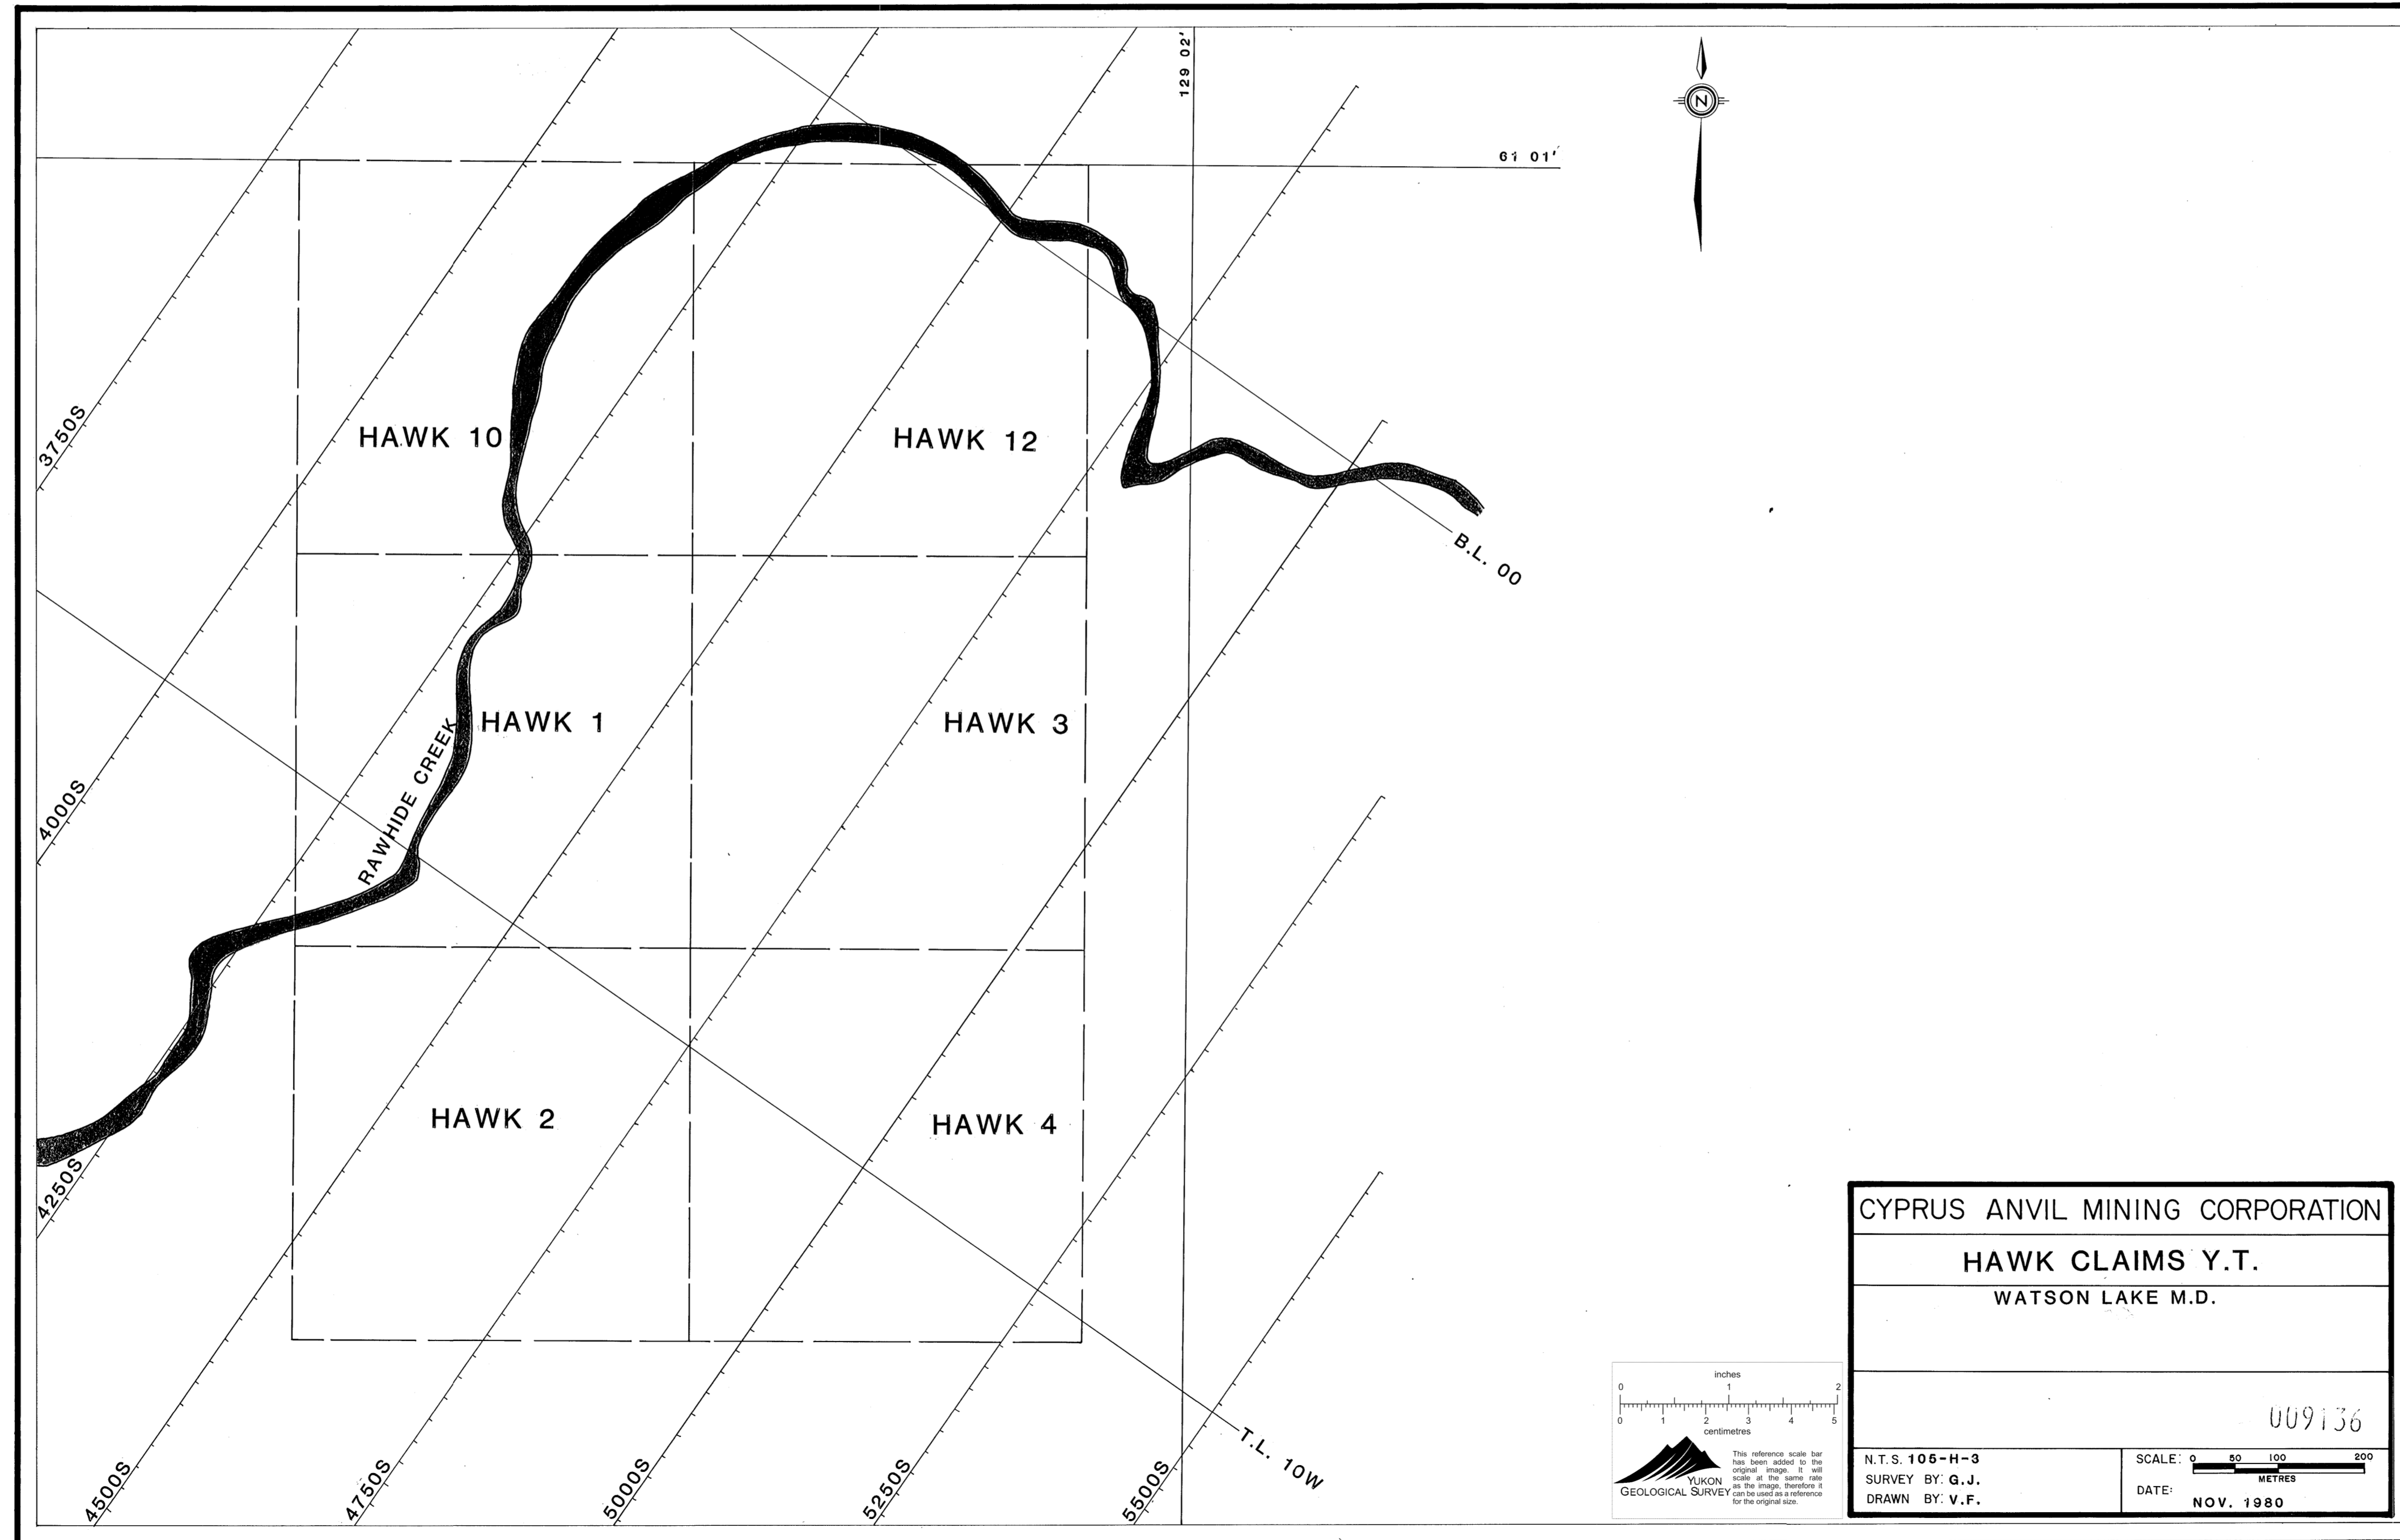 129 02'
N
61 01'
3750S
HAWK 10
HAWK 12
B.L. 00
HAWK 1
HAWK 3
RAWHIDE CREEK
4000S
HAWK 2
HAWK 4
4250S
T.L. 10W
4500S
4750S
5000S
5250S
5500S
inches
0 1 2
0 1 2 3 4 5
centimetres
YUKON
GEOLOGICAL SURVEY
This reference scale bar
has been added to the
original image. It will
scale at the same rate
as the image, therefore it
can be used as a reference
for the original size.
CYPRUS ANVIL MINING CORPORATION
HAWK CLAIMS Y.T.
WATSON LAKE M.D.
009136
N.T.S. 105-H-3
SURVEY BY: G.J.
DRAWN BY: V.F.
SCALE: 0 50 100 200
METRES
DATE: NOV. 1980